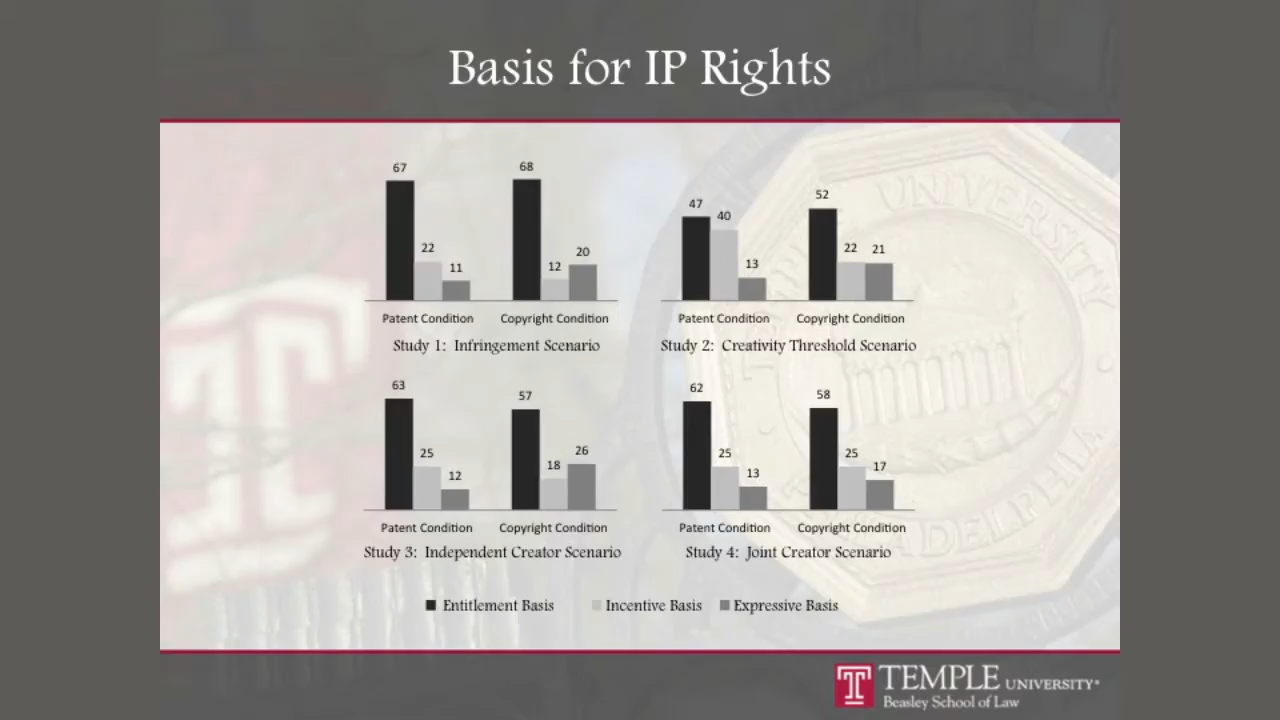 Basis for IP Rights
67 68
22 11 12 20
Patent Condition Copyright Condition
Study 1: Infringement Scenario
47 40 13 52 22 21
Patent Condition Copyright Condition
Study 2: Creativity Threshold Scenario
63 25 12 57 18 26
Patent Condition Copyright Condition
Study 3: Independent Creator Scenario
62 25 13 58 25 17
Patent Condition Copyright Condition
Study 4: Joint Creator Scenario
Entitlement Basis Incentive Basis Expressive Basis
UNIVERSITY
TEMPLE UNIVERSITY®
Beasley School of Law